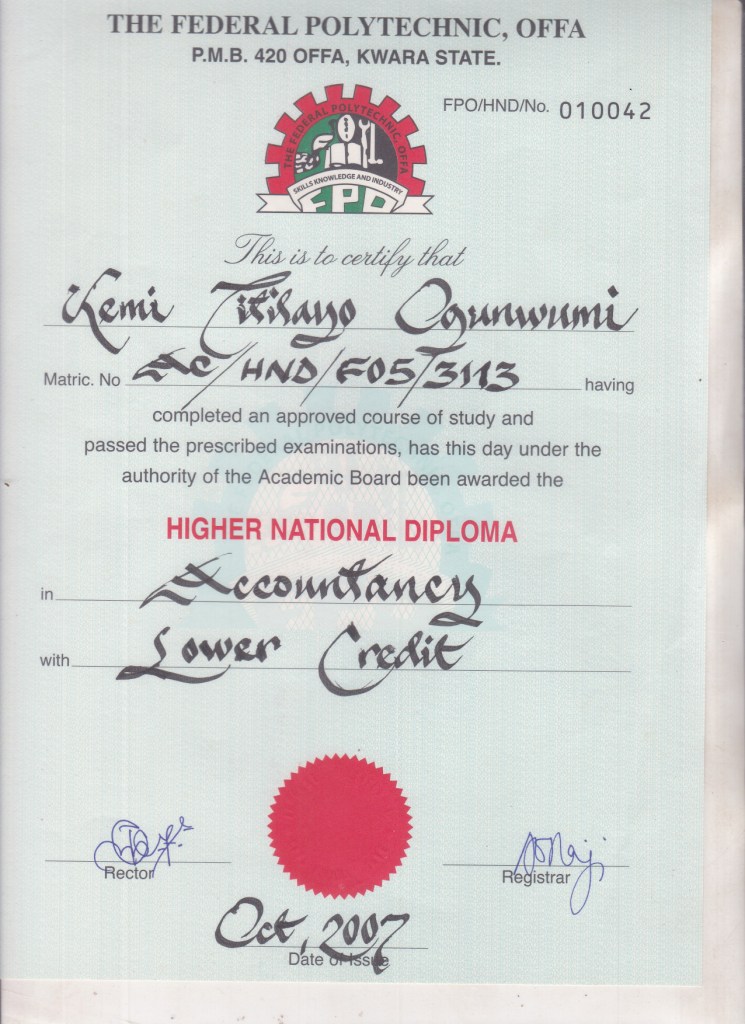 THE FEDERAL POLYTECHNIC, OFFA
P.M.B. 420 OFFA, KWARA STATE.
FPO/HND/No. 010042
THE FEDERAL POLYTECHNIC, OFFA
SKILLS KNOWLEDGE AND INDUSTRY
FPO
This is to certify that
Kemi Titilayo Ogunwumi
Matric. No AC/HND/F05/3113 having
completed an approved course of study and
passed the prescribed examinations, has this day under the
authority of the Academic Board been awarded the
HIGHER NATIONAL DIPLOMA
in Accountancy
with Lower Credit
Rector
Registrar
Oct, 2007
Date of Issue